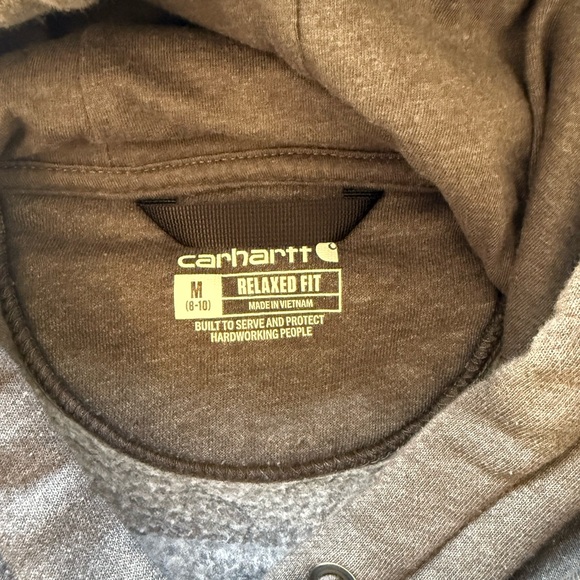 carhartt
M
(8-10)
RELAXED FIT
MADE IN VIETNAM
BUILT TO SERVE AND PROTECT
HARDWORKING PEOPLE